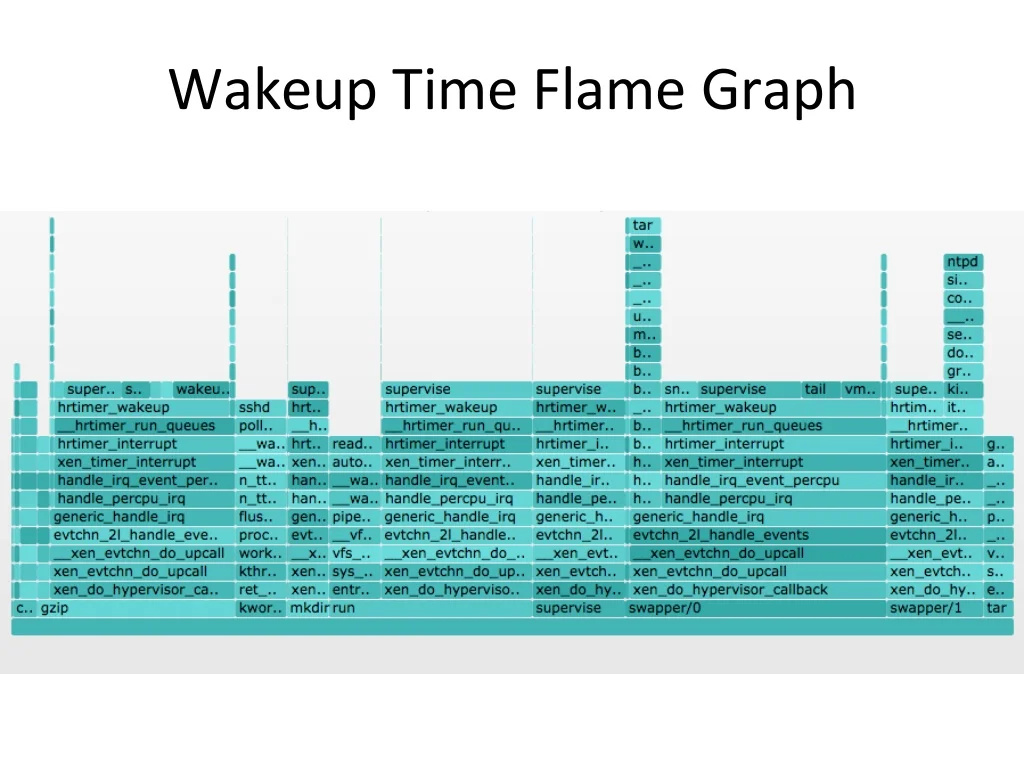 Wakeup Time Flame Graph
tar
w..
_.. ntpd
_.. si..
_.. co..
u.. __..
m.. se..
b.. do..
b.. gr..
super.. s.. wakeu.. sup.. supervise supervise b.. sn.. supervise tail vm.. supe.. ki..
hrtimer_wakeup sshd hrt.. hrtimer_wakeup hrtimer_w.. _.. hrtimer_wakeup hrtim.. it..
__hrtimer_run_queues poll.. __h.. __hrtimer_run_qu.. __hrtimer.. b.. __hrtimer_run_queues __hrtimer..
hrtimer_interrupt __wa.. hrt.. read.. hrtimer_interrupt hrtimer_i.. b.. hrtimer_interrupt hrtimer_i.. g..
xen_timer_interrupt __wa.. xen.. auto.. xen_timer_interr.. xen_timer.. h.. xen_timer_interrupt xen_timer.. a..
handle_irq_event_per.. n_tt.. han.. __wa.. handle_irq_event.. handle_ir.. h.. handle_irq_event_percpu handle_ir.. _..
handle_percpu_irq n_tt.. han.. __wa.. handle_percpu_irq handle_pe.. h.. handle_percpu_irq handle_pe.. _..
generic_handle_irq flus.. gen.. pipe.. generic_handle_irq generic_h.. generic_handle_irq generic_h.. p..
evtchn_2l_handle_eve.. proc.. evt.. __vf.. evtchn_2l_handle.. evtchn_2l.. evtchn_2l_handle_events evtchn_2l.. _..
__xen_evtchn_do_upcall work.. __x.. vfs_.. __xen_evtchn_do_.. __xen_evt.. __xen_evtchn_do_upcall __xen_evt.. v..
xen_evtchn_do_upcall kthr.. xen.. sys_.. xen_evtchn_do_up.. xen_evtch.. xen_evtchn_do_upcall xen_evtch.. s..
xen_do_hypervisor_ca.. ret_.. xen.. entr.. xen_do_hyperviso.. xen_do_hy.. xen_do_hypervisor_callback xen_do_hy.. e..
c.. gzip kwor.. mkdir run supervise swapper/0 swapper/1 tar